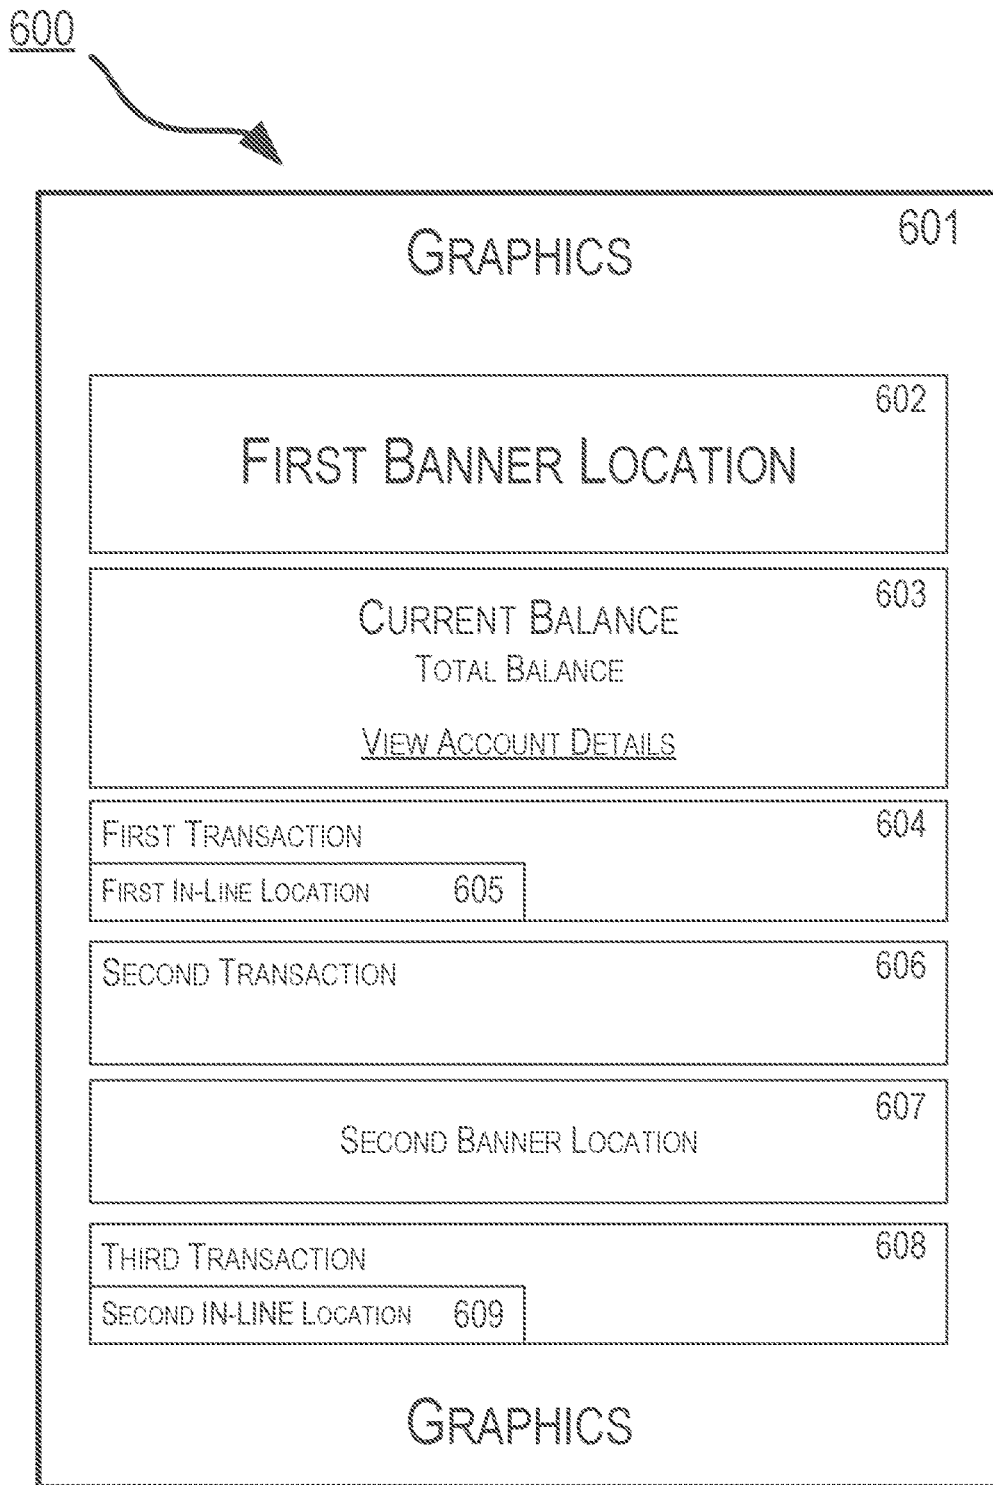 600
601
GRAPHICS
602
FIRST BANNER LOCATION
603
CURRENT BALANCE
TOTAL BALANCE
VIEW ACCOUNT DETAILS
604
FIRST TRANSACTION
FIRST IN-LINE LOCATION 605
606
SECOND TRANSACTION
607
SECOND BANNER LOCATION
608
THIRD TRANSACTION
SECOND IN-LINE LOCATION 609
GRAPHICS